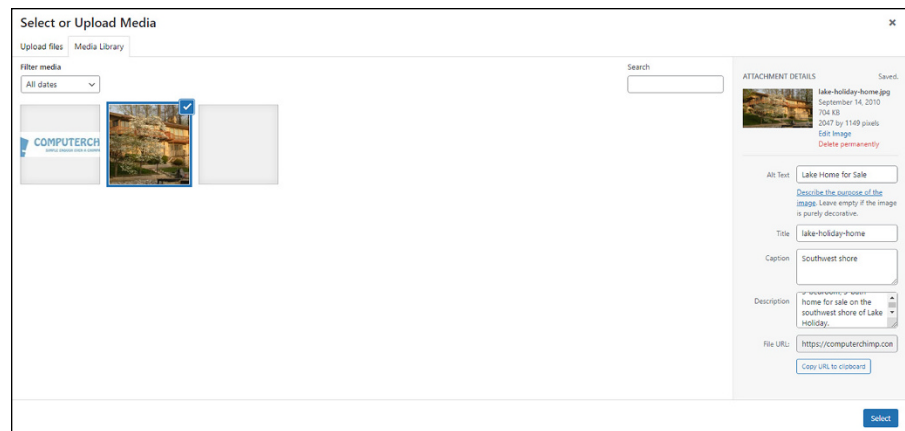 Select or Upload Media
Upload files Media Library
Filter media
All dates
Search
COMPUTERCH
ATTACHMENT DETAILS Saved.
lake-holiday-home.jpg
September 14, 2010
704 KB
2047 by 1149 pixels
Edit Image
Delete permanently
Alt Text Lake Home for Sale
Describe the purpose of the
image. Leave empty if the image
is purely decorative.
Title lake-holiday-home
Caption Southwest shore
Description
home for sale on the
southwest shore of Lake
Holiday.
File URL: https://computerchimp.con
Copy URL to clipboard
Select